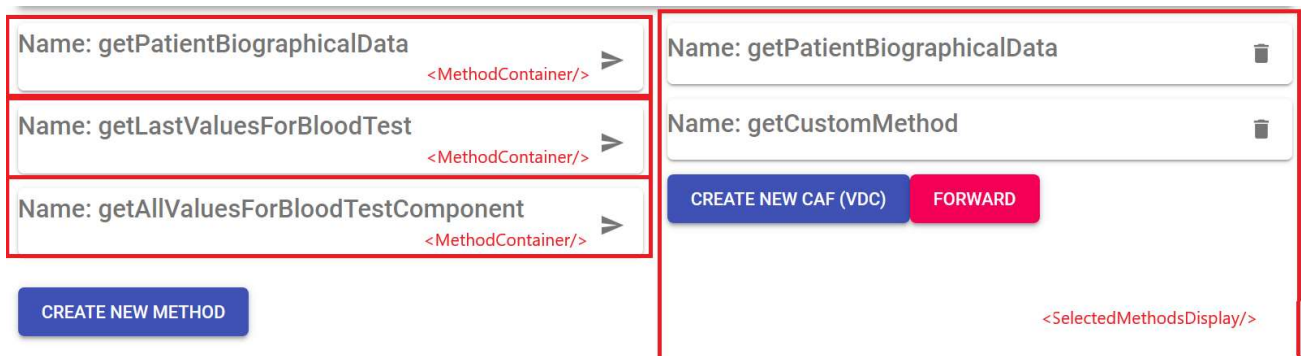 Name: getPatientBiographicalData
<MethodContainer/>
Name: getLastValuesForBloodTest
<MethodContainer/>
Name: getAllValuesForBloodTestComponent
<MethodContainer/>
CREATE NEW METHOD
Name: getPatientBiographicalData
Name: getCustomMethod
CREATE NEW CAF (VDC) FORWARD
<SelectedMethodsDisplay/>